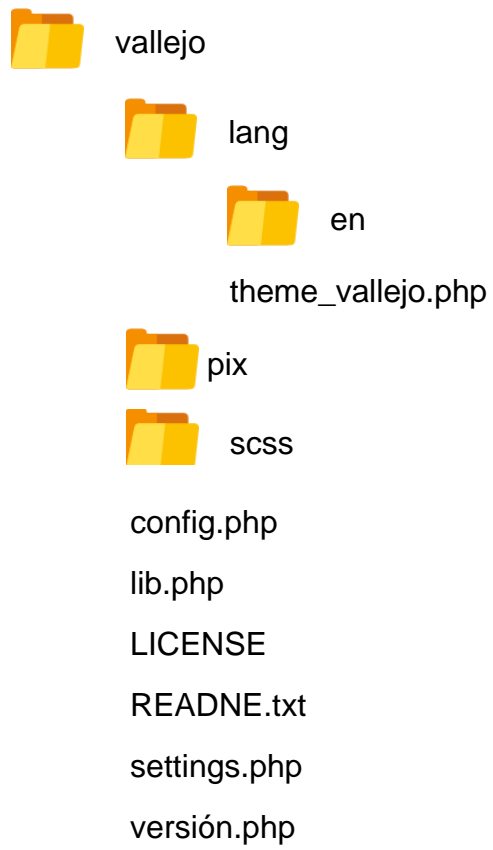 vallejo
lang
en
theme_vallejo.php
pix
scss
config.php
lib.php
LICENSE
READNE.txt
settings.php
versión.php